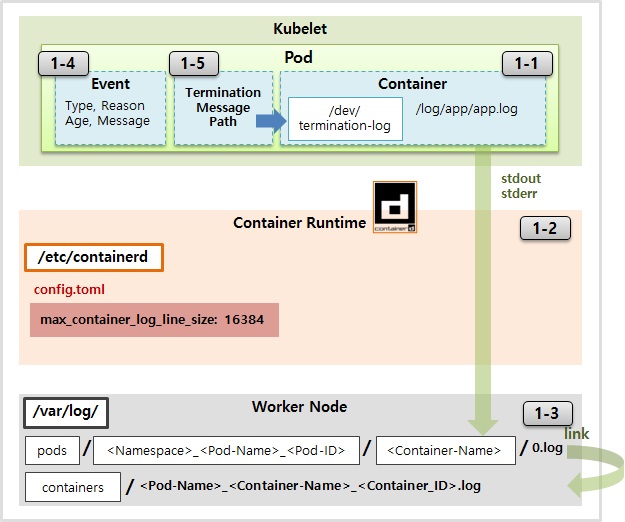 Kubelet
Pod
1-4
1-5
1-1
Event
Type, Reason
Age, Message
Termination
Message
Path
Container
/dev/
termination-log
/log/app/app.log
stdout
stderr
Container Runtime
d
containerd
1-2
/etc/containerd
config.toml
max_container_log_line_size: 16384
/var/log/
Worker Node
1-3
link
pods / <Namespace>_<Pod-Name>_<Pod-ID> / <Container-Name> / 0.log
containers / <Pod-Name>_<Container-Name>_<Container_ID>.log